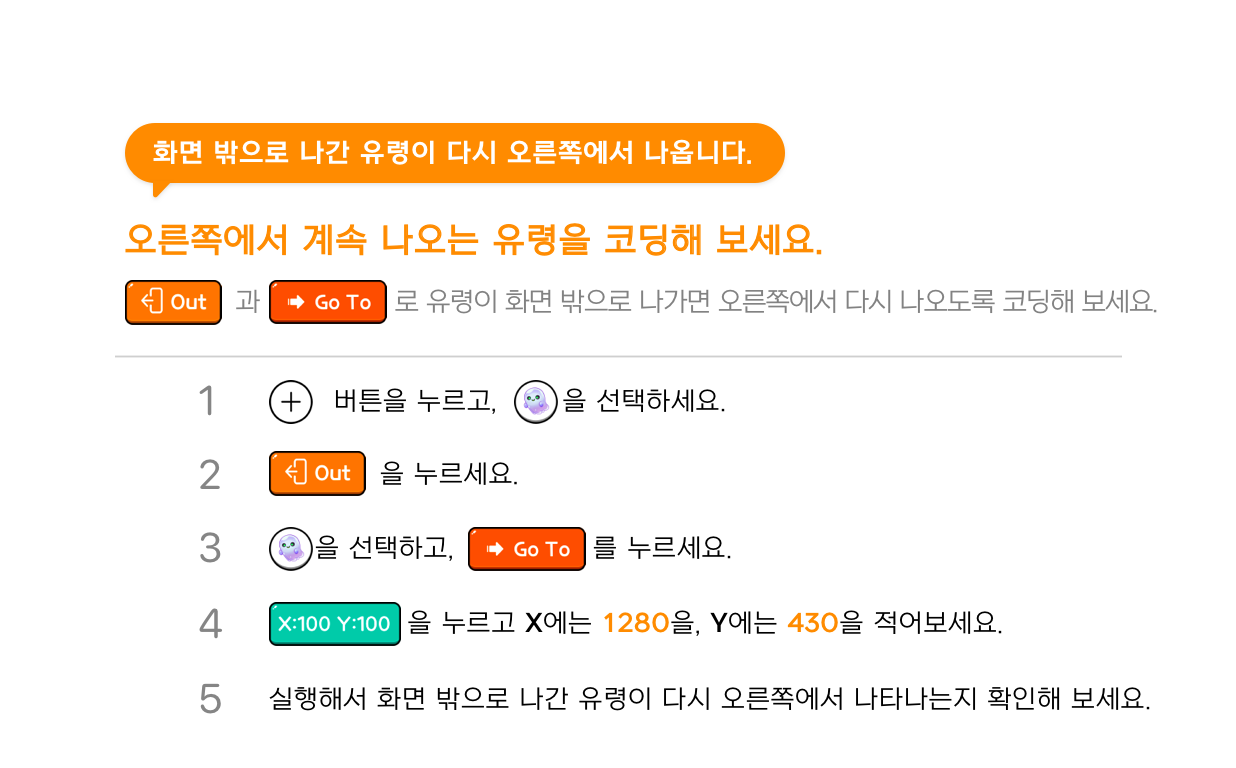 화면 밖으로 나간 유령이 다시 오른쪽에서 나옵니다.
오른쪽에서 계속 나오는 유령을 코딩해 보세요.
Out 과 Go To 로 유령이 화면 밖으로 나가면 오른쪽에서 다시 나오도록 코딩해 보세요.
1 버튼을 누르고, 을 선택하세요.
2 Out 을 누르세요.
3 을 선택하고, Go To 를 누르세요.
4 X:100 Y:100 을 누르고 X에는 1280을, Y에는 430을 적어보세요.
5 실행해서 화면 밖으로 나간 유령이 다시 오른쪽에서 나타나는지 확인해 보세요.